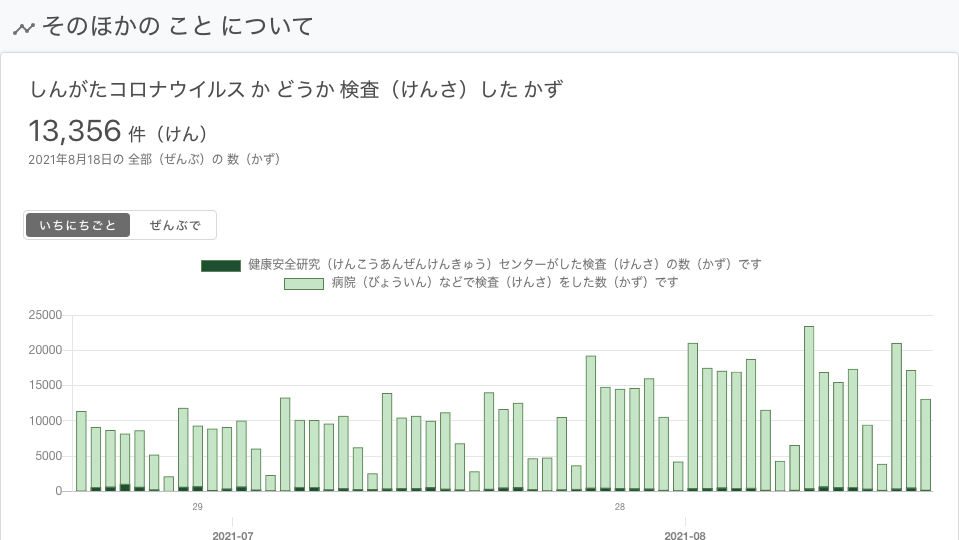 そのほかの こと について
しんがたコロナウイルス か どうか 検査（けんさ）した かず
13,356 件（けん）
2021年8月18日の 全部（ぜんぶ）の 数（かず）
いちにちごと ぜんぶで
健康安全研究（けんこうあんぜんけんきゅう）センターがした検査（けんさ）の数（かず）です
病院（びょういん）などで検査（けんさ）をした数（かず）です
25000
20000
15000
10000
5000
0
29 28
2021-07 2021-08